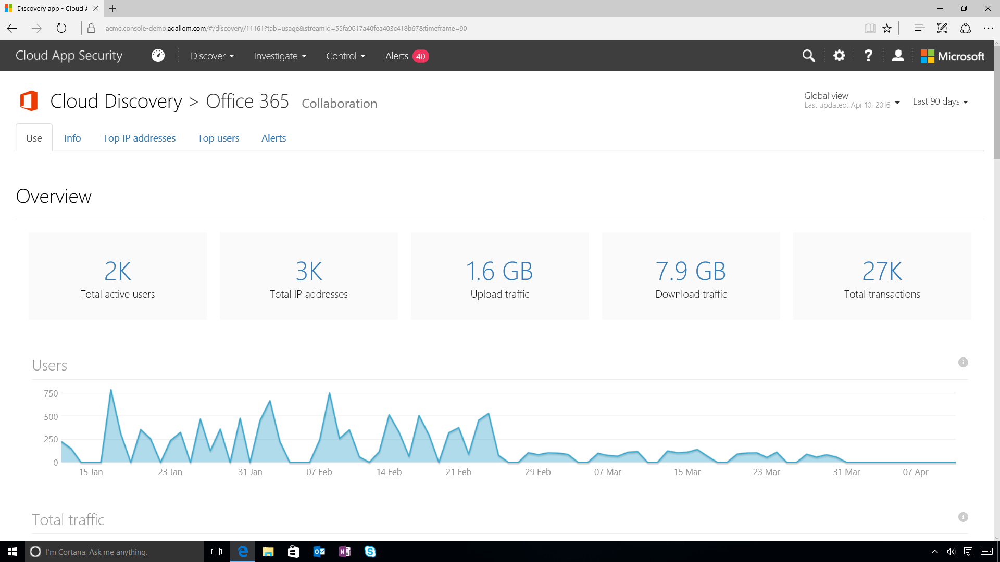 Discovery app - Cloud A
acme.console-demo.adallom.com/#/discovery/11161?tab=usage&streamId=55fa9617a40fea403c418b67&timeframe=90
Cloud App Security Discover Investigate Control Alerts 40 ? Microsoft
Cloud Discovery > Office 365 Collaboration
Global view
Last updated: Apr 10, 2016
Last 90 days
Use Info Top IP addresses Top users Alerts
Overview
2K 3K 1.6 GB 7.9 GB 27K
Total active users Total IP addresses Upload traffic Download traffic Total transactions
Users
750
500
250
0
15 Jan 23 Jan 31 Jan 07 Feb 14 Feb 21 Feb 29 Feb 07 Mar 15 Mar 23 Mar 31 Mar 07 Apr
Total traffic
I'm Cortana. Ask me anything.